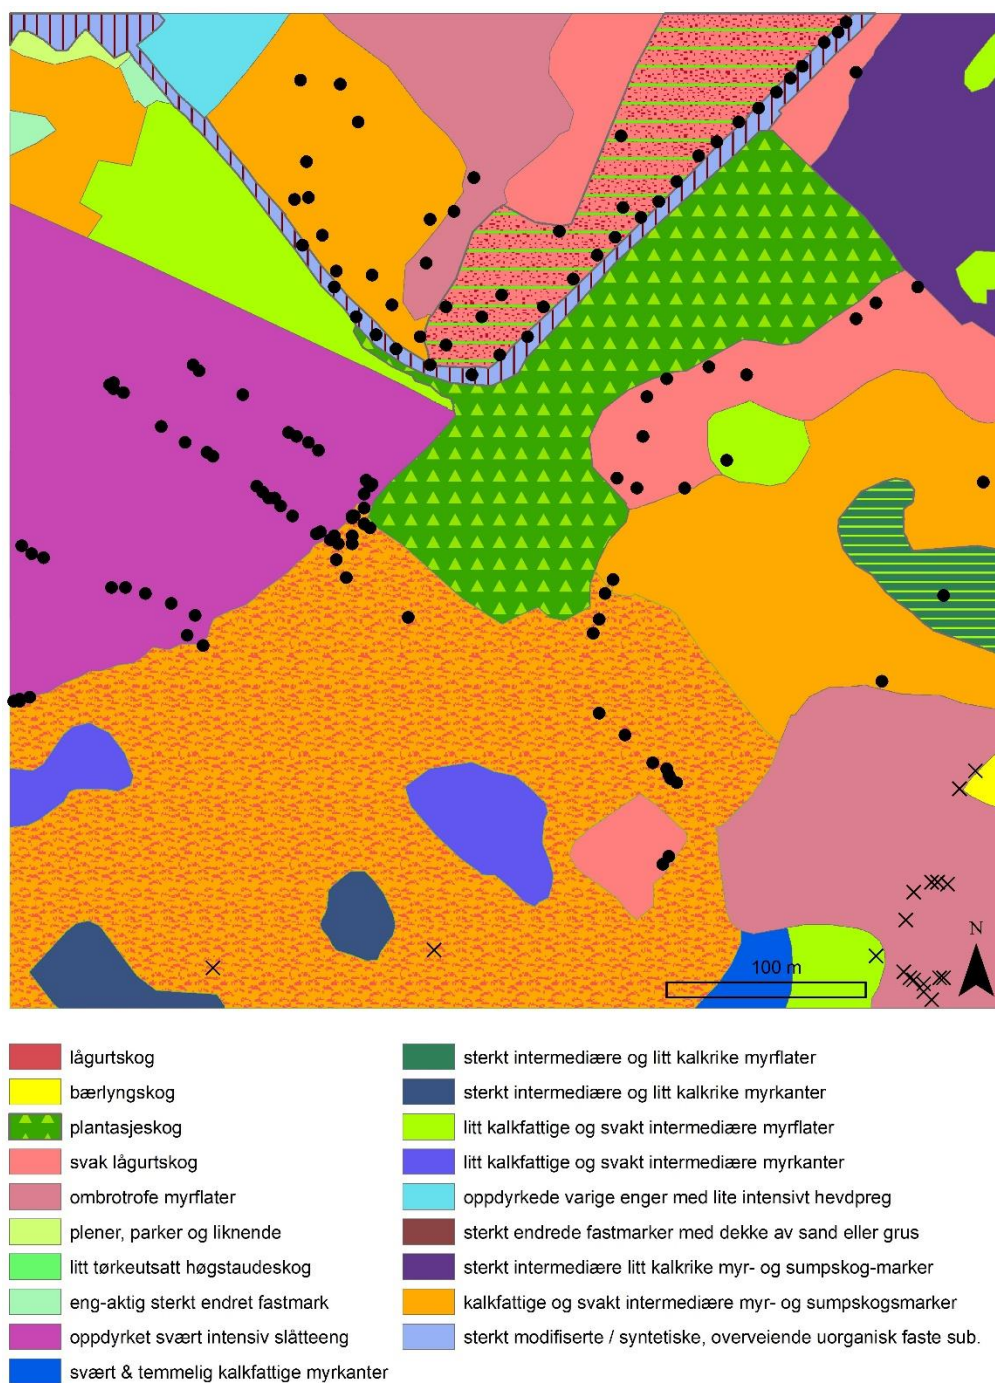 N
100 m
lågurtskog
bærlyngskog
plantasjeskog
svak lågurtskog
ombrotrofe myrflater
plener, parker og liknende
litt tørkeutsatt høgstaudeskog
eng-aktig sterkt endret fastmark
oppdyrket svært intensiv slåtteeng
svært & temmelig kalkfattige myrkanter
sterkt intermediære og litt kalkrike myrflater
sterkt intermediære og litt kalkrike myrkanter
litt kalkfattige og svakt intermediære myrflater
litt kalkfattige og svakt intermediære myrkanter
oppdyrkede varige enger med lite intensivt hevdpreg
sterkt endrede fastmarker med dekke av sand eller grus
sterkt intermediære litt kalkrike myr- og sumpskog-marker
kalkfattige og svakt intermediære myr- og sumpskogsmarker
sterkt modifiserte / syntetiske, overveiende uorganisk faste sub.